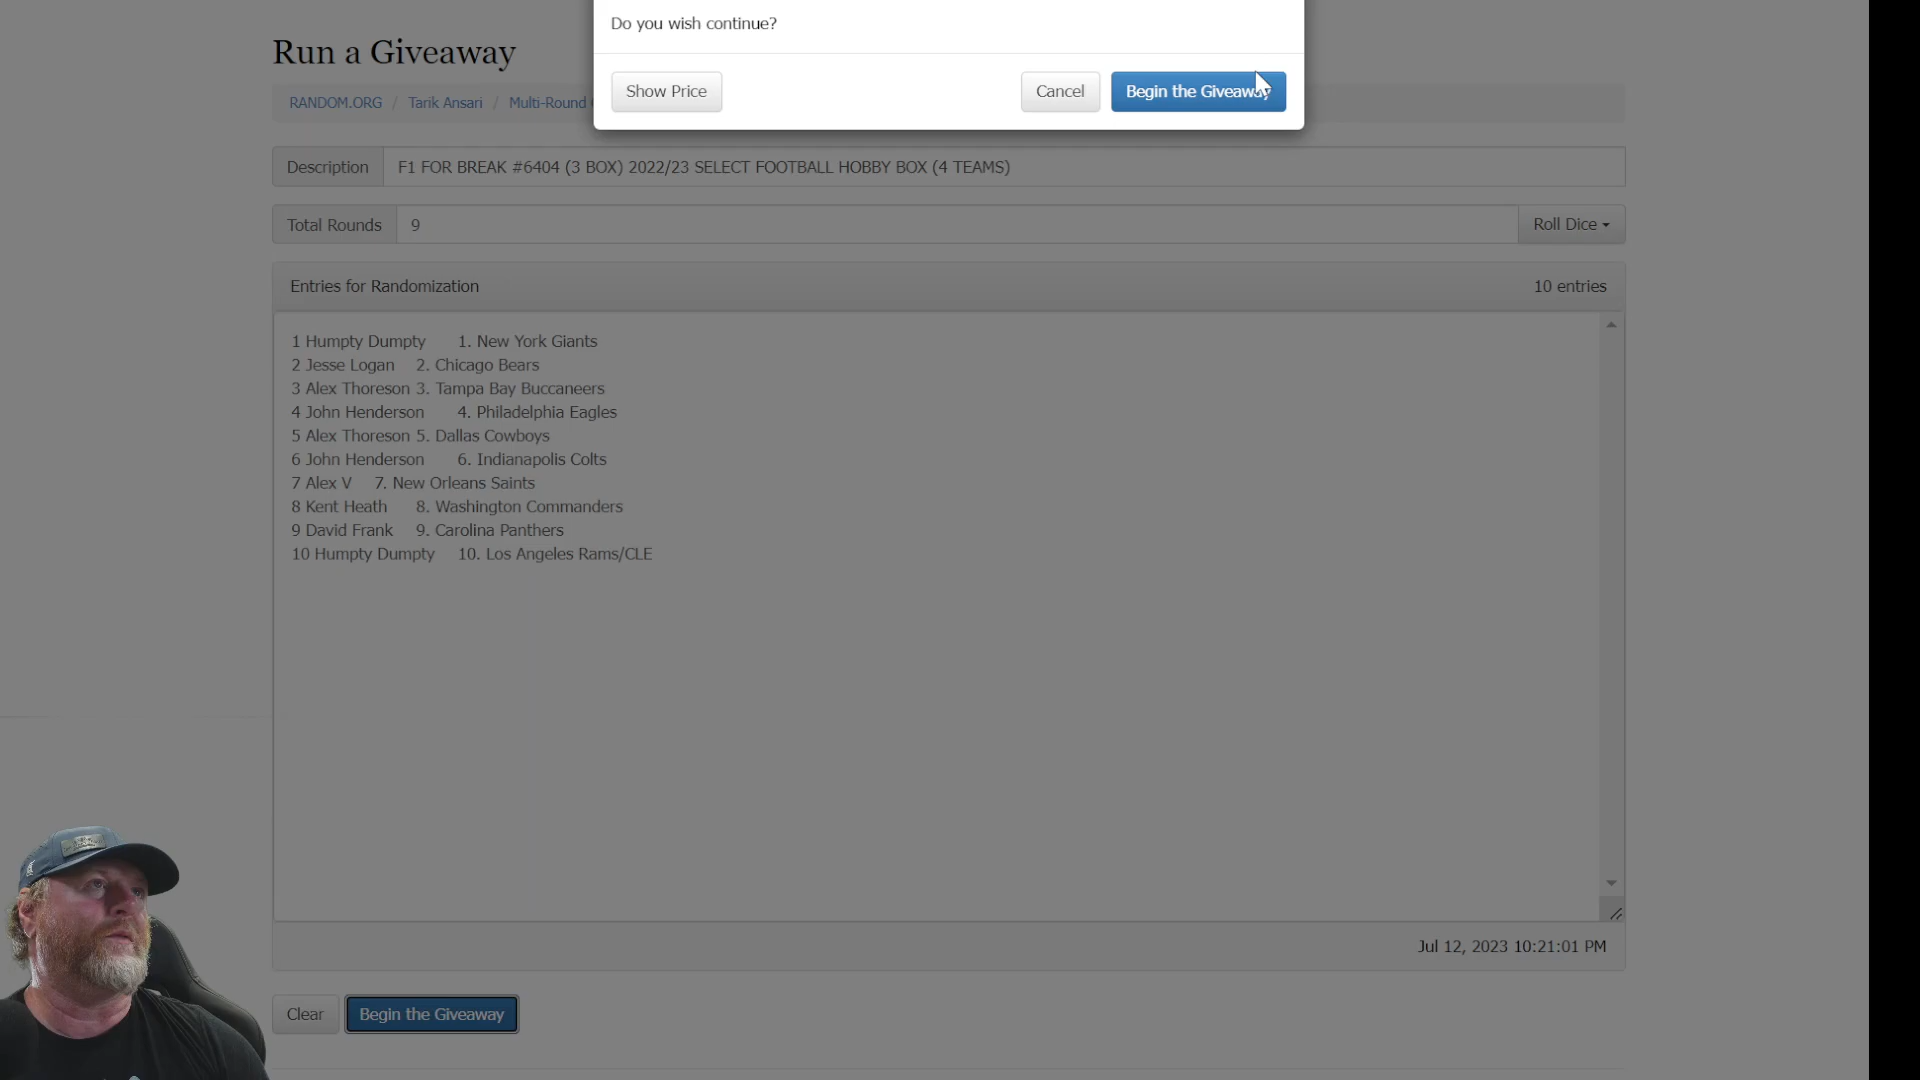 Do you wish continue?
Run a Giveaway
Show Price
Cancel
Begin the Giveaway
RANDOM.ORG / Tarik Ansari / Multi-Round
Description F1 FOR BREAK #6404 (3 BOX) 2022/23 SELECT FOOTBALL HOBBY BOX (4 TEAMS)
Total Rounds 9 Roll Dice
Entries for Randomization 10 entries
1 Humpty Dumpty 1. New York Giants
2 Jesse Logan 2. Chicago Bears
3 Alex Thoreson 3. Tampa Bay Buccaneers
4 John Henderson 4. Philadelphia Eagles
5 Alex Thoreson 5. Dallas Cowboys
6 John Henderson 6. Indianapolis Colts
7 Alex V 7. New Orleans Saints
8 Kent Heath 8. Washington Commanders
9 David Frank 9. Carolina Panthers
10 Humpty Dumpty 10. Los Angeles Rams/CLE
Jul 12, 2023 10:21:01 PM
Clear
Begin the Giveaway